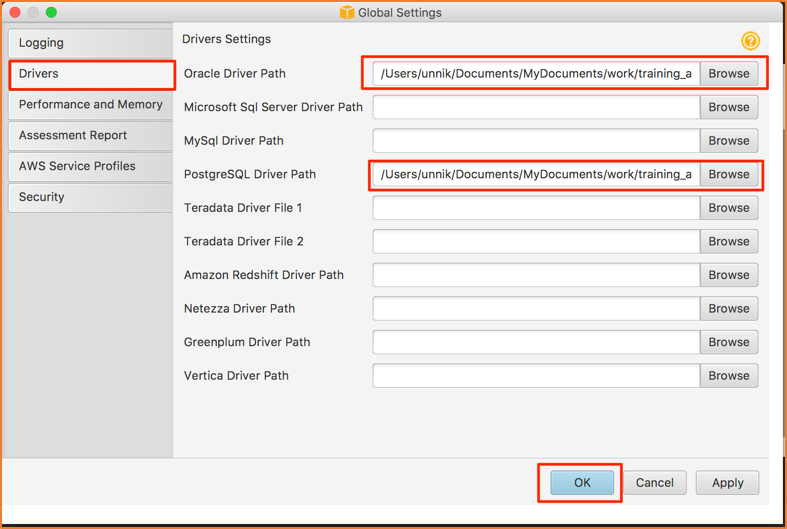 Global Settings
Logging
Drivers
Performance and Memory
Assessment Report
AWS Service Profiles
Security
Drivers Settings
?
Oracle Driver Path /Users/unnik/Documents/MyDocuments/work/training_a Browse
Microsoft Sql Server Driver Path Browse
MySql Driver Path Browse
PostgreSQL Driver Path /Users/unnik/Documents/MyDocuments/work/training_a Browse
Teradata Driver File 1 Browse
Teradata Driver File 2 Browse
Amazon Redshift Driver Path Browse
Netezza Driver Path Browse
Greenplum Driver Path Browse
Vertica Driver Path Browse
OK Cancel Apply